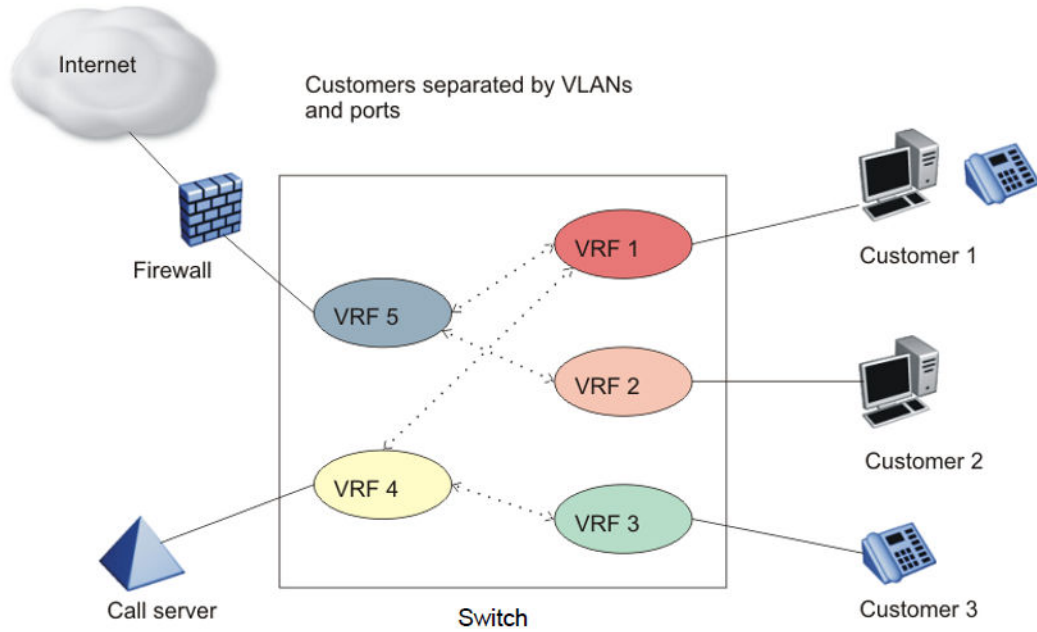 Internet
Customers separated by VLANs
and ports
Firewall
VRF 1
Customer 1
VRF 5
VRF 2
Customer 2
VRF 4
VRF 3
Call server
Switch
Customer 3